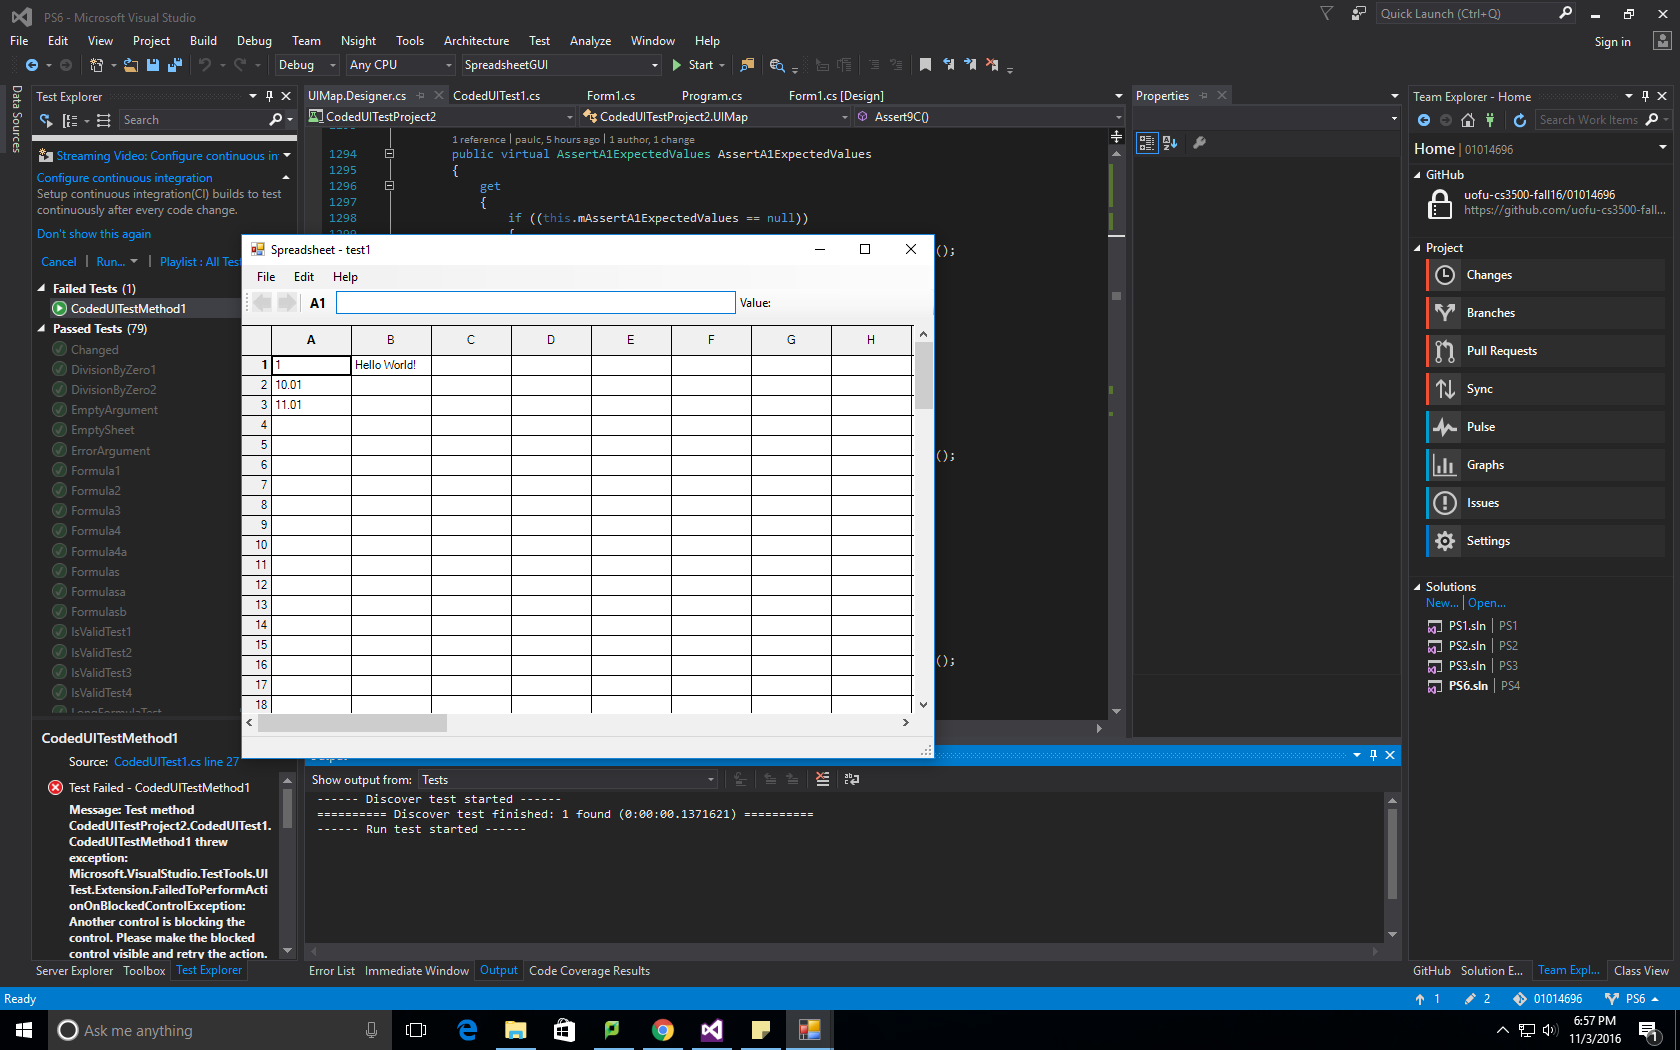 PS6 - Microsoft Visual Studio
Quick Launch (Ctrl+Q)
File Edit View Project Build Debug Team Nsight Tools Architecture Test Analyze Window Help
Sign in
Debug Any CPU SpreadsheetGUI Start
Data Sources
Test Explorer
Search
Streaming Video: Configure continuous in
Configure continuous integration
Setup continuous integration(CI) builds to test
continuously after every code change.
Don't show this again
Cancel Run... Playlist : All Test
Failed Tests (1)
CodedUITestMethod1
Passed Tests (79)
Changed
DivisionByZero1
DivisionByZero2
EmptyArgument
EmptySheet
ErrorArgument
Formula1
Formula2
Formula3
Formula4
Formula4a
Formulas
Formulasa
Formulasb
IsValidTest1
IsValidTest2
IsValidTest3
IsValidTest4
LongFormulaTest
CodedUITestMethod1
Source: CodedUITest1.cs line 27
Test Failed - CodedUITestMethod1
Message: Test method
CodedUITestProject2.CodedUITest1.
CodedUITestMethod1 threw
exception:
Microsoft.VisualStudio.TestTools.UI
Test.Extension.FailedToPerformActi
onOnBlockedControlException:
Another control is blocking the
control. Please make the blocked
control visible and retry the action.
Server Explorer Toolbox Test Explorer
UIMap.Designer.cs CodedUITest1.cs Form1.cs Program.cs Form1.cs [Design]
CodedUITestProject2 CodedUITestProject2.UIMap Assert9C()
1 reference | paulc, 5 hours ago | 1 author, 1 change
1294 public virtual AssertA1ExpectedValues AssertA1ExpectedValues
1295 {
1296 get
1297 {
1298 if ((this.mAssertA1ExpectedValues == null))
1299 {
();
();
();
Spreadsheet - test1
File Edit Help
A1 Value:
A B C D E F G H
1 1 Hello World!
2 10.01
3 11.01
4
5
6
7
8
9
10
11
12
13
14
15
16
17
18
Output
Show output from: Tests
------ Discover test started ------
========== Discover test finished: 1 found (0:00:00.1371621) ==========
------ Run test started ------
Error List Immediate Window Output Code Coverage Results
Properties
Team Explorer - Home
Search Work Items
Home | 01014696
GitHub
uofu-cs3500-fall16/01014696
https://github.com/uofu-cs3500-fall...
Project
Changes
Branches
Pull Requests
Sync
Pulse
Graphs
Issues
Settings
Solutions
New... | Open...
PS1.sln | PS1
PS2.sln | PS2
PS3.sln | PS3
PS6.sln | PS4
GitHub Solution E... Team Expl... Class View
Ready
1 2 01014696 PS6
Ask me anything
6:57 PM
11/3/2016
1